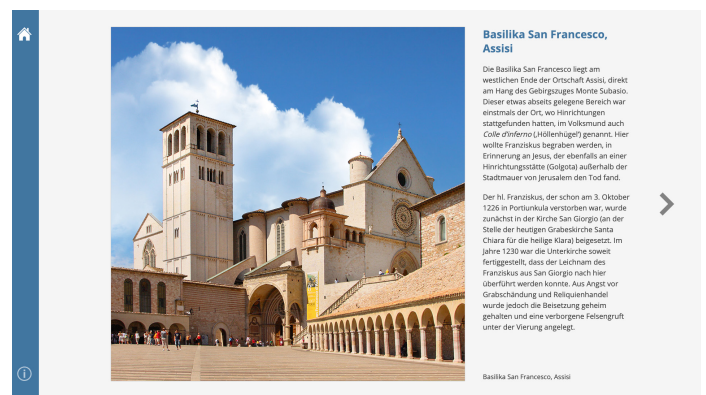 Basilika San Francesco,
Assisi
Die Basilika San Francesco liegt am
westlichen Ende der Ortschaft Assisi, direkt
am Hang des Gebirgszuges Monte Subasio.
Dieser etwas abseits gelegene Bereich war
einstmals der Ort, wo Hinrichtungen
stattgefunden hatten, im Volksmund auch
Colle d'inferno (‚Höllenhügel') genannt. Hier
wollte Franziskus begraben werden, in
Erinnerung an Jesus, der ebenfalls an einer
Hinrichtungsstätte (Golgota) außerhalb der
Stadtmauer von Jerusalem den Tod fand.
Der hl. Franziskus, der schon am 3. Oktober
1226 in Portiunkula verstorben war, wurde
zunächst in der Kirche San Giorgio (an der
Stelle der heutigen Grabeskirche Santa
Chiara für die heilige Klara) beigesetzt. Im
Jahre 1230 war die Unterkirche soweit
fertiggestellt, dass der Leichnam des
Franziskus aus San Giorgio nach hier
überführt werden konnte. Aus Angst vor
Grabschändung und Reliquienhandel
wurde jedoch die Beisetzung geheim
gehalten und eine verborgene Felsengruft
unter der Vierung angelegt.
Basilika San Francesco, Assisi